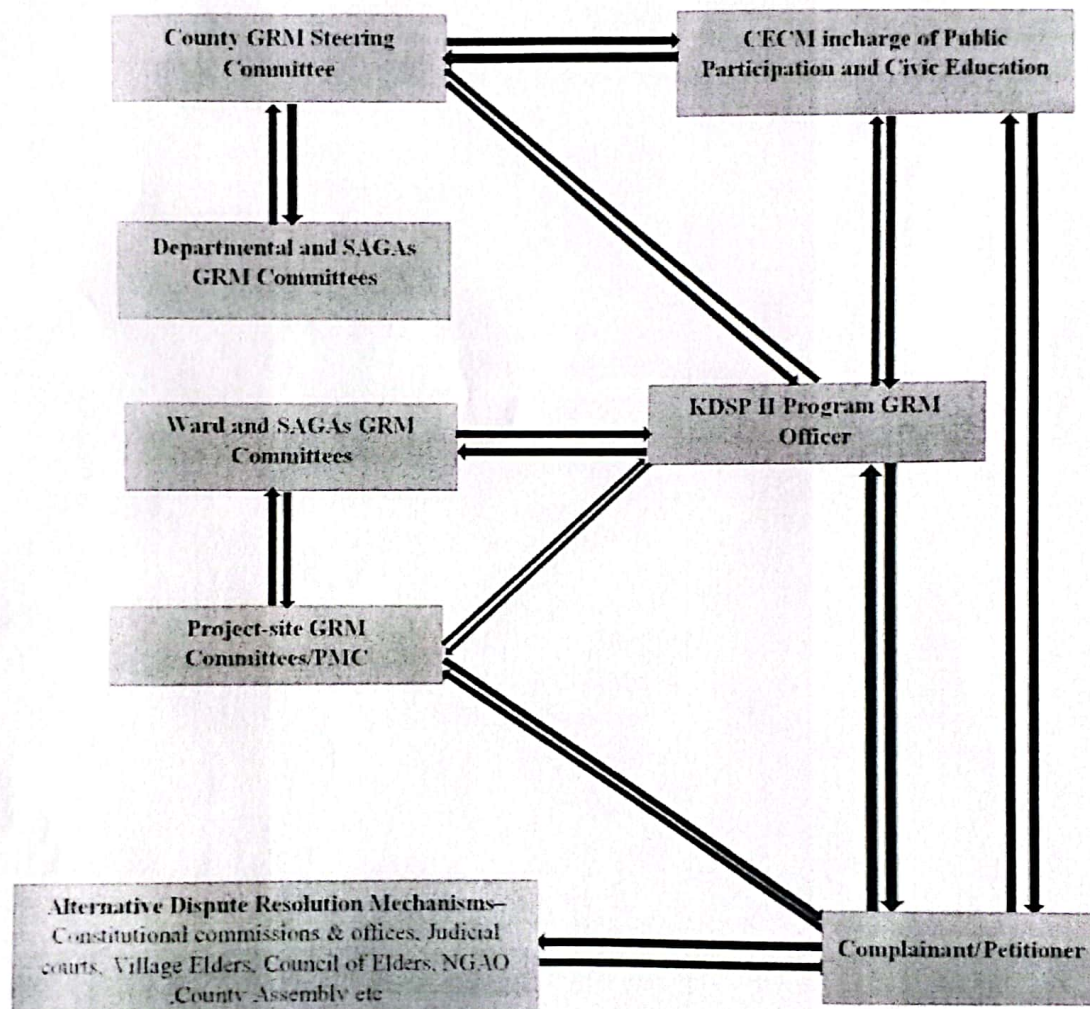 County GRM Steering
Committee
CECM incharge of Public
Participation and Civic Education
Departmental and SAGAs
GRM Committees
KDSP II Program GRM
Officer
Ward and SAGAs GRM
Committees
Project-site GRM
Committees/PMC
Alternative Dispute Resolution Mechanisms–
Constitutional commissions & offices, Judicial
courts, Village Elders, Council of Elders, NGAO
,County Assembly etc
Complainant/Petitioner